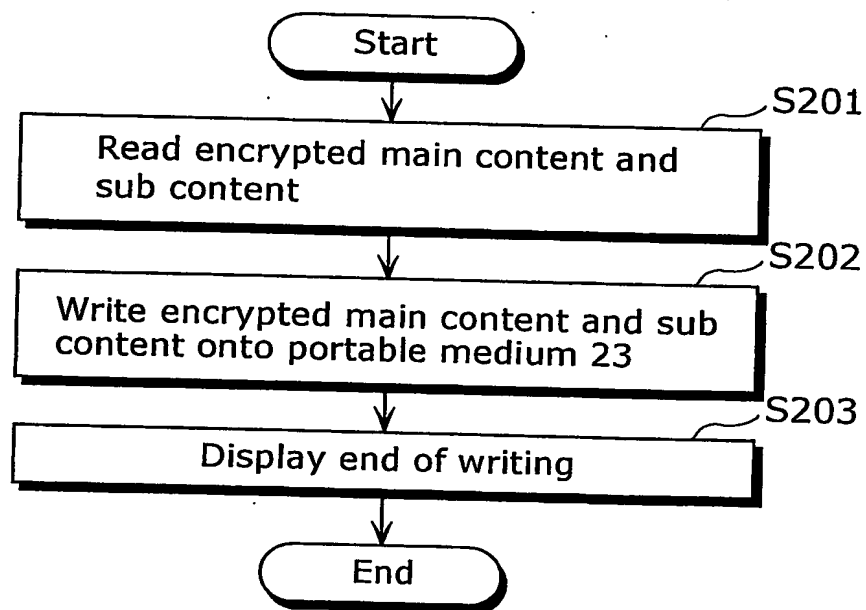 Start
S201
Read encrypted main content and
sub content
S202
Write encrypted main content and sub
content onto portable medium 23
S203
Display end of writing
End